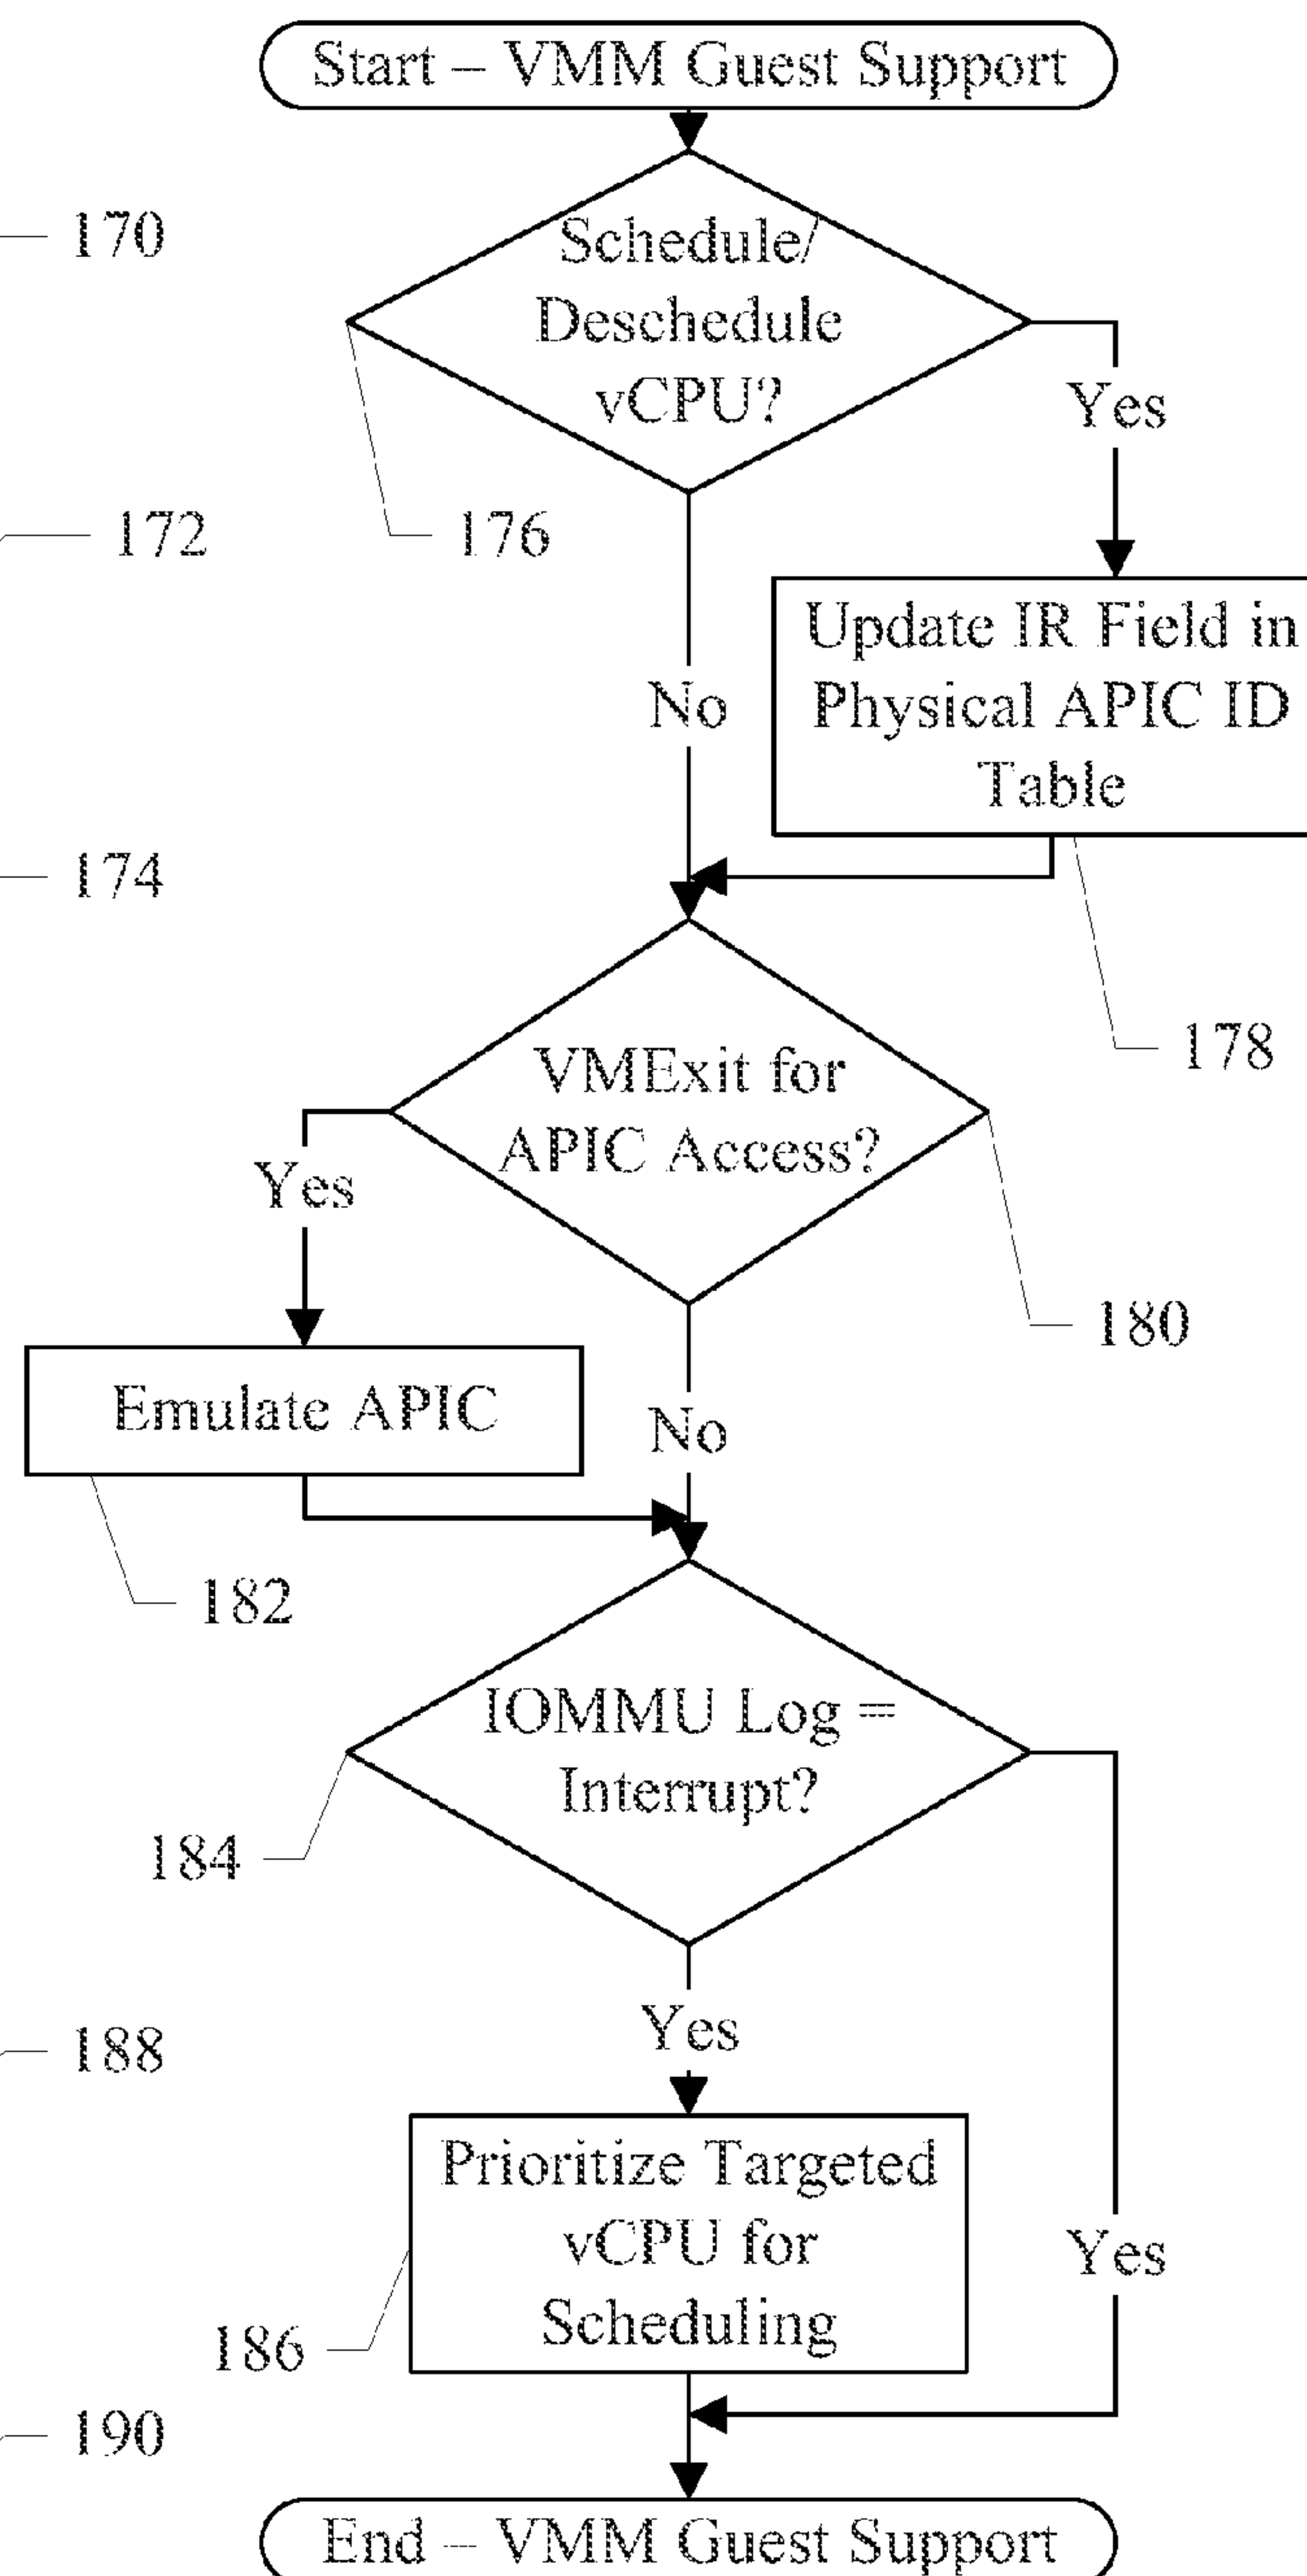 Start – VMM Guest Support
170
Schedule/
Deschedule
vCPU?
Yes
172
176
Update IR Field in
Physical APIC ID
Table
No
174
178
VMExit for
APIC Access?
Yes
180
Emulate APIC
No
182
IOMMU Log =
Interrupt?
184
Yes
188
Prioritize Targeted
vCPU for
Scheduling
Yes
186
190
End – VMM Guest Support